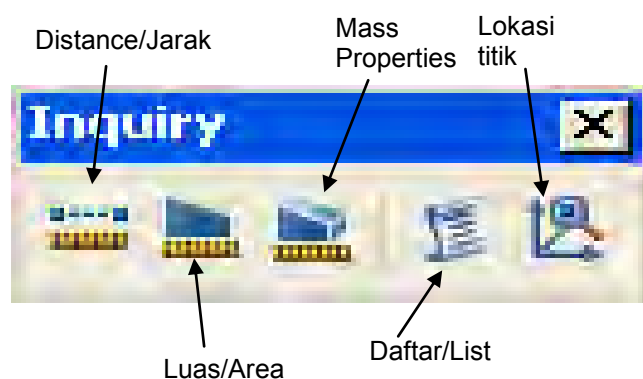 Distance/Jarak
Mass
Properties
Lokasi
titik
Inquiry
Luas/Area
Daftar/List